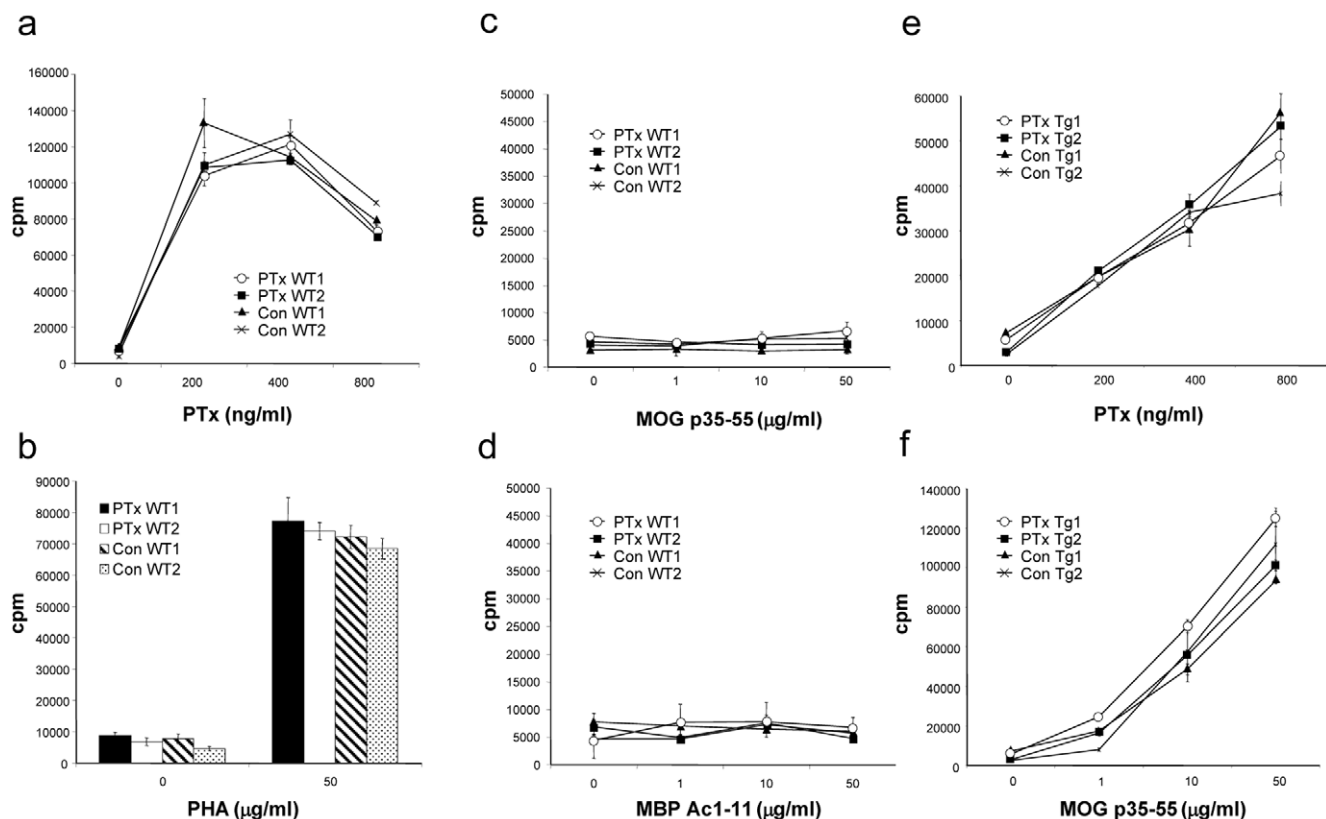 a
160000
140000
120000
100000
80000
60000
40000
20000
0
cpm
PTx WT1
PTx WT2
Con WT1
Con WT2
0 200 400 800
PTx (ng/ml)
b
90000
80000
70000
60000
50000
40000
30000
20000
10000
0
cpm
PTx WT1
PTx WT2
Con WT1
Con WT2
0 50
PHA (µg/ml)
c
50000
45000
40000
35000
30000
25000
20000
15000
10000
5000
0
cpm
PTx WT1
PTx WT2
Con WT1
Con WT2
0 1 10 50
MOG p35-55 (µg/ml)
d
50000
45000
40000
35000
30000
25000
20000
15000
10000
5000
0
cpm
PTx WT1
PTx WT2
Con WT1
Con WT2
0 1 10 50
MBP Ac1-11 (µg/ml)
e
60000
50000
40000
30000
20000
10000
0
cpm
PTx Tg1
PTx Tg2
Con Tg1
Con Tg2
0 200 400 800
PTx (ng/ml)
f
140000
120000
100000
80000
60000
40000
20000
0
cpm
PTx Tg1
PTx Tg2
Con Tg1
Con Tg2
0 1 10 50
MOG p35-55 (µg/ml)